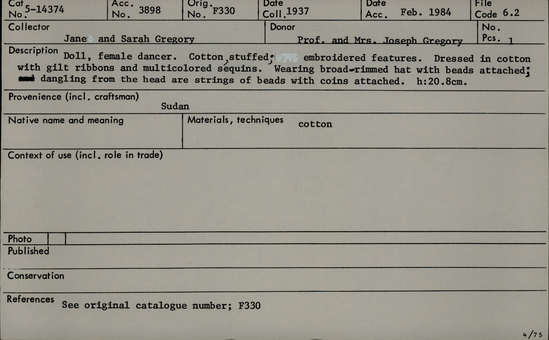 Cat. No. 5-14374 Acc. No. 3898 Orig. No. F330 Date Coll. 1937 Date Acc. Feb. 1984 File Code 6.2
Collector Jane and Sarah Gregory Donor Prof. and Mrs. Joseph Gregory No. Pcs. 1
Description Doll, female dancer. Cotton, stuffed; embroidered features. Dressed in cotton
with gilt ribbons and multicolored sequins. Wearing broad-rimmed hat with beads attached;
dangling from the head are strings of beads with coins attached. h:20.8cm.
Provenience (incl. craftsman)
Sudan
Native name and meaning Materials, techniques cotton
Context of use (incl. role in trade)
Photo
Published
Conservation
References See original catalogue number; F330
4/75